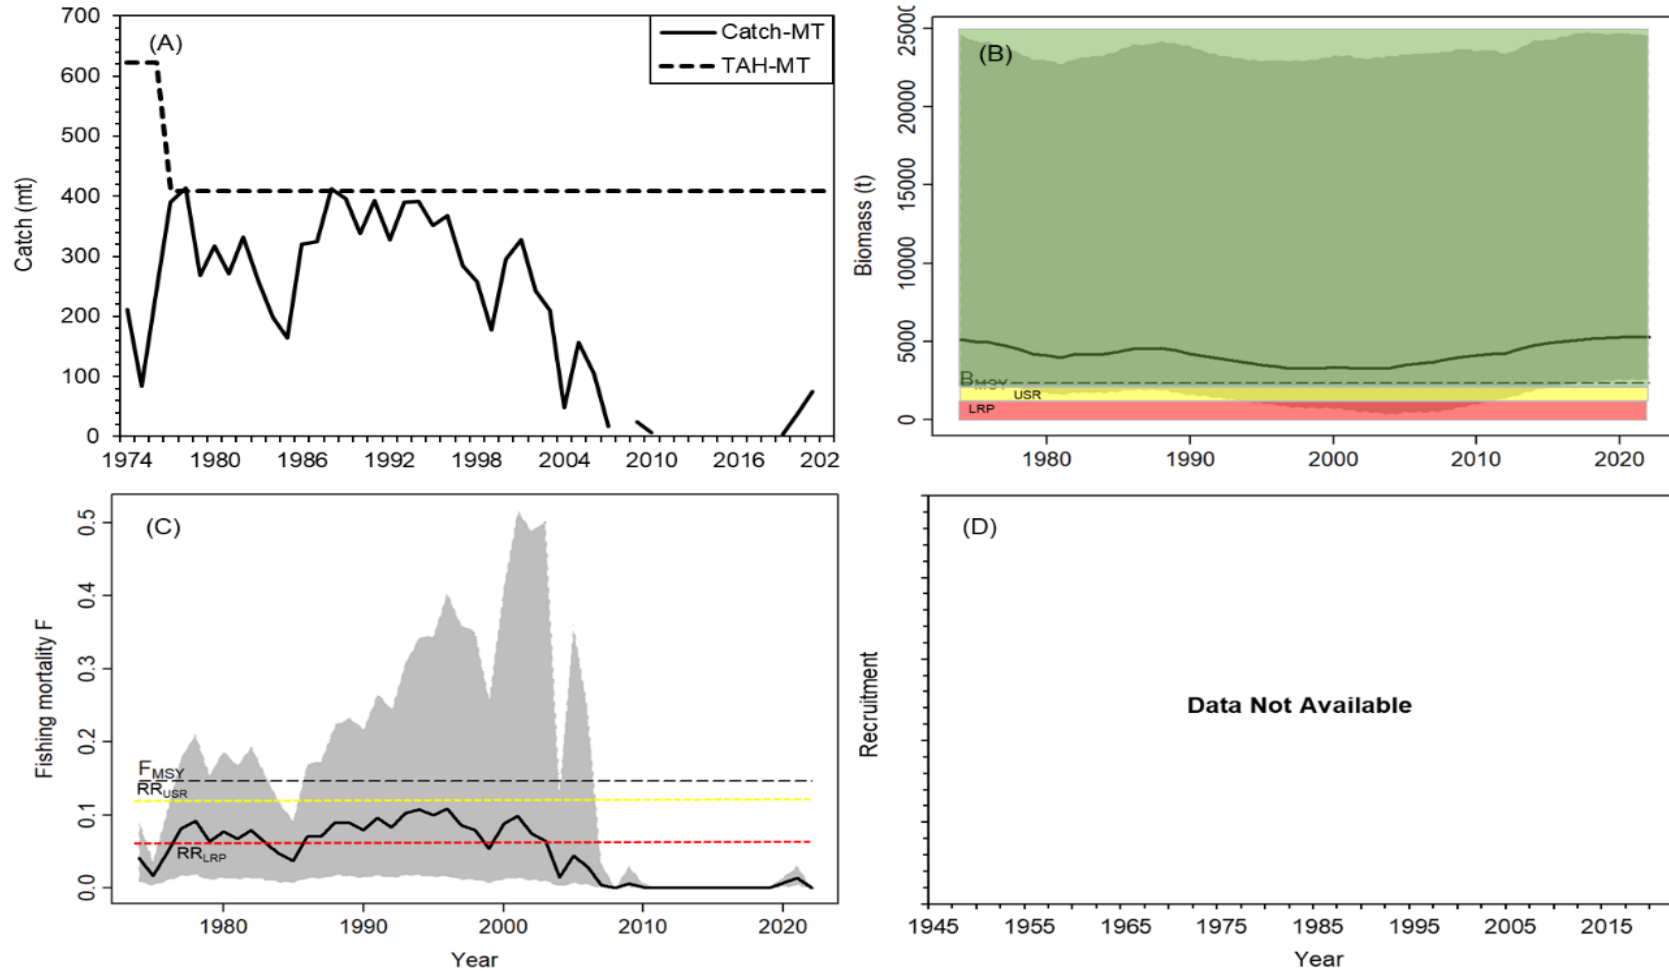 (A)
Catch-MT
TAH-MT
700
600
500
400
300
200
100
0
Catch (mt)
1974 1980 1986 1992 1998 2004 2010 2016 202
(B)
25000
20000
15000
10000
5000
0
Biomass (t)
BMSY
USR
LRP
1980 1990 2000 2010 2020
(C)
0.5
0.4
0.3
0.2
0.1
0.0
Fishing mortality F
FMSY
RRUSR
RRLRP
1980 1990 2000 2010 2020
Year
(D)
Recruitment
Data Not Available
1945 1955 1965 1975 1985 1995 2005 2015
Year